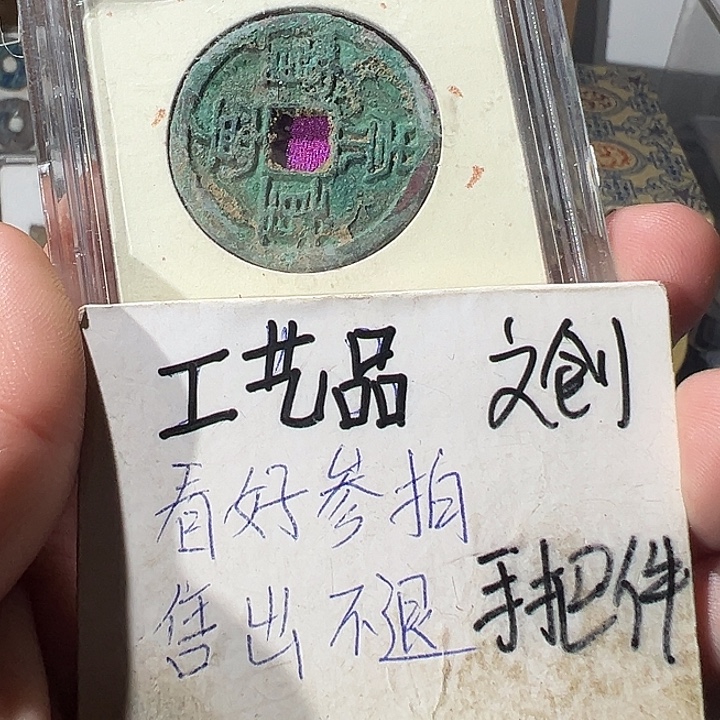 工艺品 文创
看好参拍
售出不退 手把件